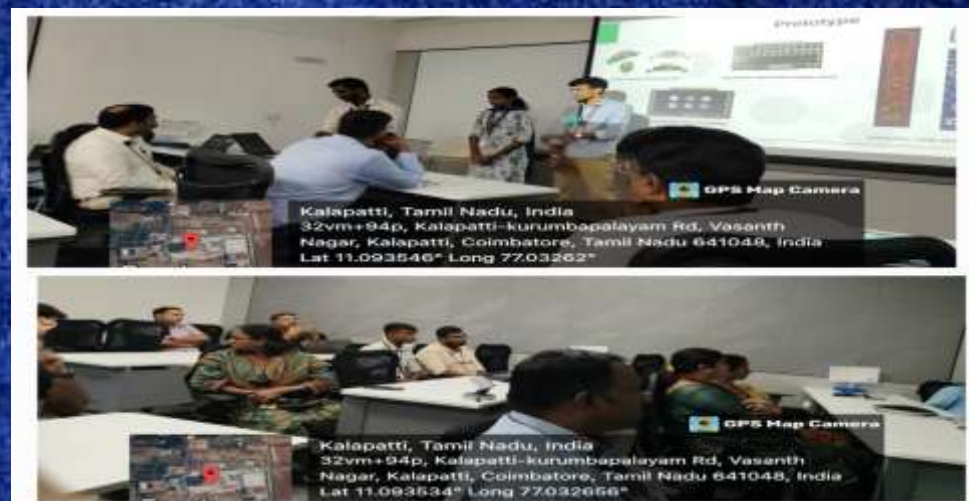 Prototype
GPS Map Camera
Kalapatti, Tamil Nadu, India
32vm+94p, Kalapatti-kurumbapalayam Rd, Vasanth
Nagar, Kalapatti, Coimbatore, Tamil Nadu 641048, India
Lat 11.093546° Long 77.03262°
GPS Map Camera
Kalapatti, Tamil Nadu, India
32vm+94p, Kalapatti-kurumbapalayam Rd, Vasanth
Nagar, Kalapatti, Coimbatore, Tamil Nadu 641048, India
Lat 11.093534° Long 77.032656°